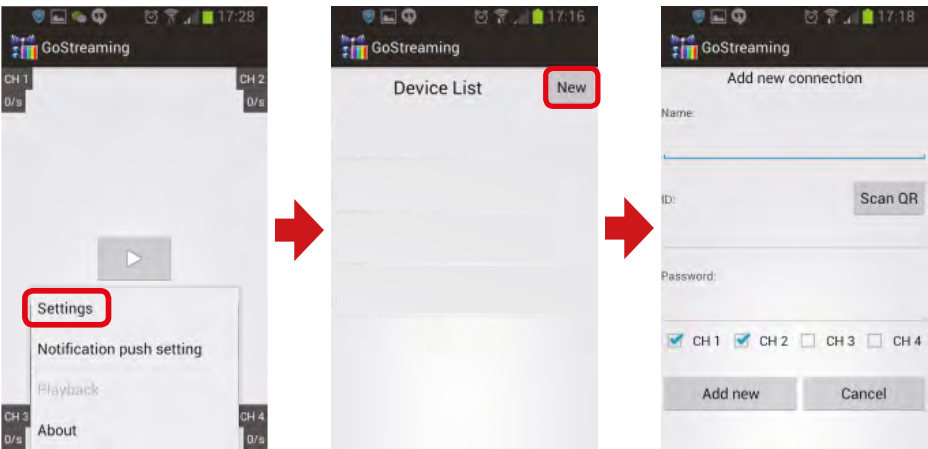 17:28
GoStreaming
CH 1
CH 2
0/s
0/s
Settings
Notification push setting
Playback
CH 3
CH 4
About
0/s
0/s
17:16
GoStreaming
Device List
New
17:18
GoStreaming
Add new connection
Name:
ID:
Scan QR
Password:
CH 1 CH 2 CH 3 CH 4
Add new
Cancel